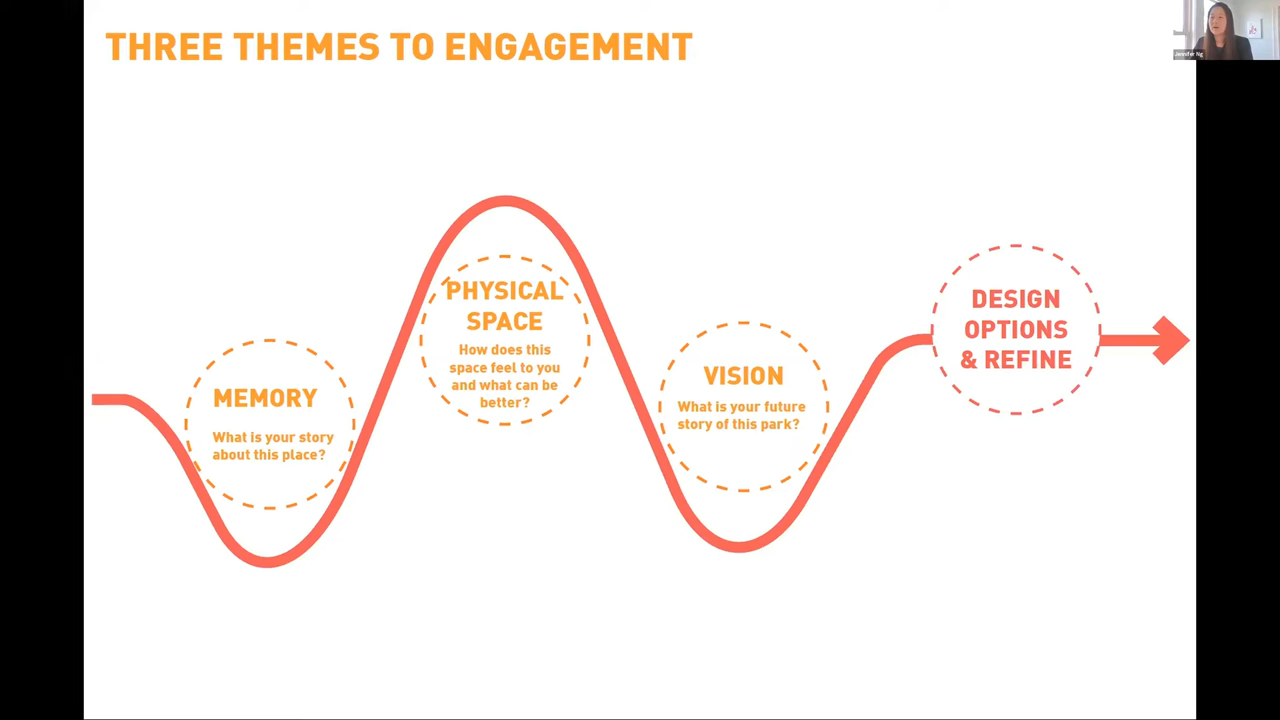 THREE THEMES TO ENGAGEMENT
Jennifer Ng
MEMORY
What is your story
about this place?
PHYSICAL
SPACE
How does this
space feel to you
and what can be
better?
VISION
What is your future
story of this park?
DESIGN
OPTIONS
& REFINE